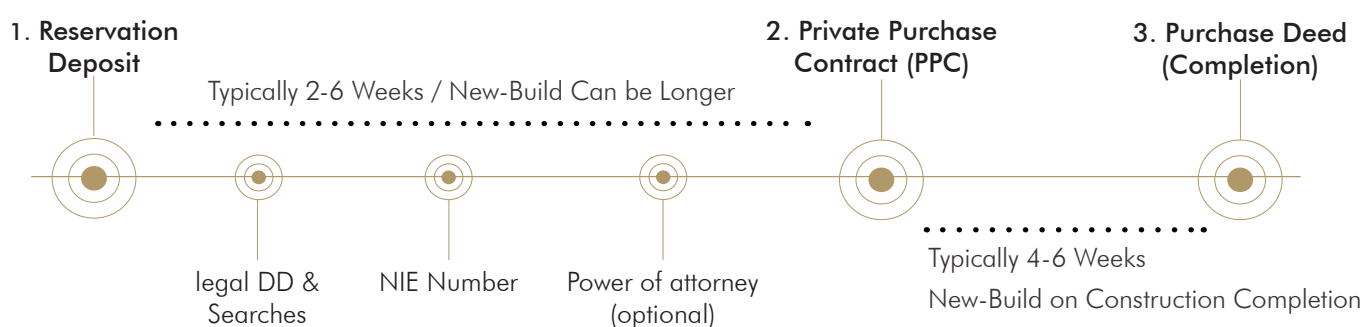 1. Reservation
Deposit
Typically 2-6 Weeks / New-Build Can be Longer
2. Private Purchase
Contract (PPC)
3. Purchase Deed
(Completion)
legal DD &
Searches
NIE Number
Power of attorney
(optional)
Typically 4-6 Weeks
New-Build on Construction Completion